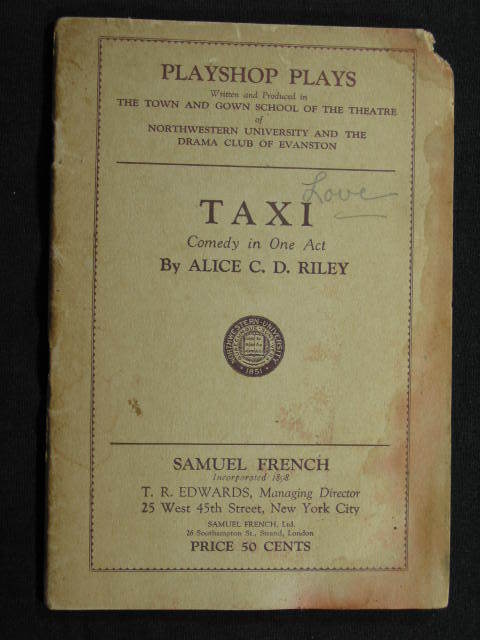 PLAYSHOP PLAYS
Written and Produced in
THE TOWN AND GOWN SCHOOL OF THE THEATRE
of
NORTHWESTERN UNIVERSITY AND THE
DRAMA CLUB OF EVANSTON
Love
TAXI
Comedy in One Act
By ALICE C. D. RILEY
NORTHWESTERN UNIVERSITY
1851
SAMUEL FRENCH
Incorporated 1898
T. R. EDWARDS, Managing Director
25 West 45th Street, New York City
SAMUEL FRENCH, Ltd.
26 Southampton St., Strand, London
PRICE 50 CENTS